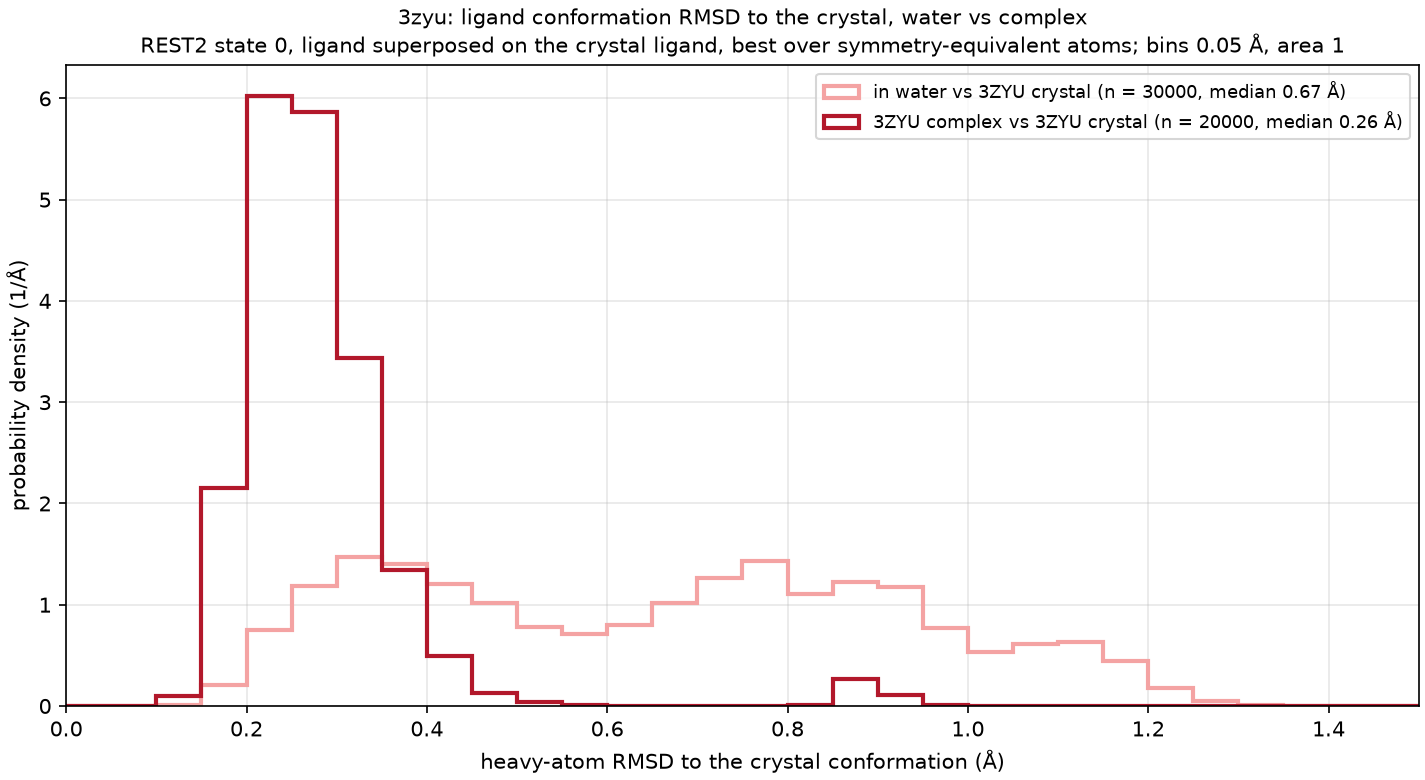 3zyu: ligand conformation RMSD to the crystal, water vs complex
REST2 state 0, ligand superposed on the crystal ligand, best over symmetry-equivalent atoms; bins 0.05 Å, area 1
in water vs 3ZYU crystal (n = 30000, median 0.67 Å)
3ZYU complex vs 3ZYU crystal (n = 20000, median 0.26 Å)
probability density (1/Å)
6
5
4
3
2
1
0
0.0 0.2 0.4 0.6 0.8 1.0 1.2 1.4
heavy-atom RMSD to the crystal conformation (Å)